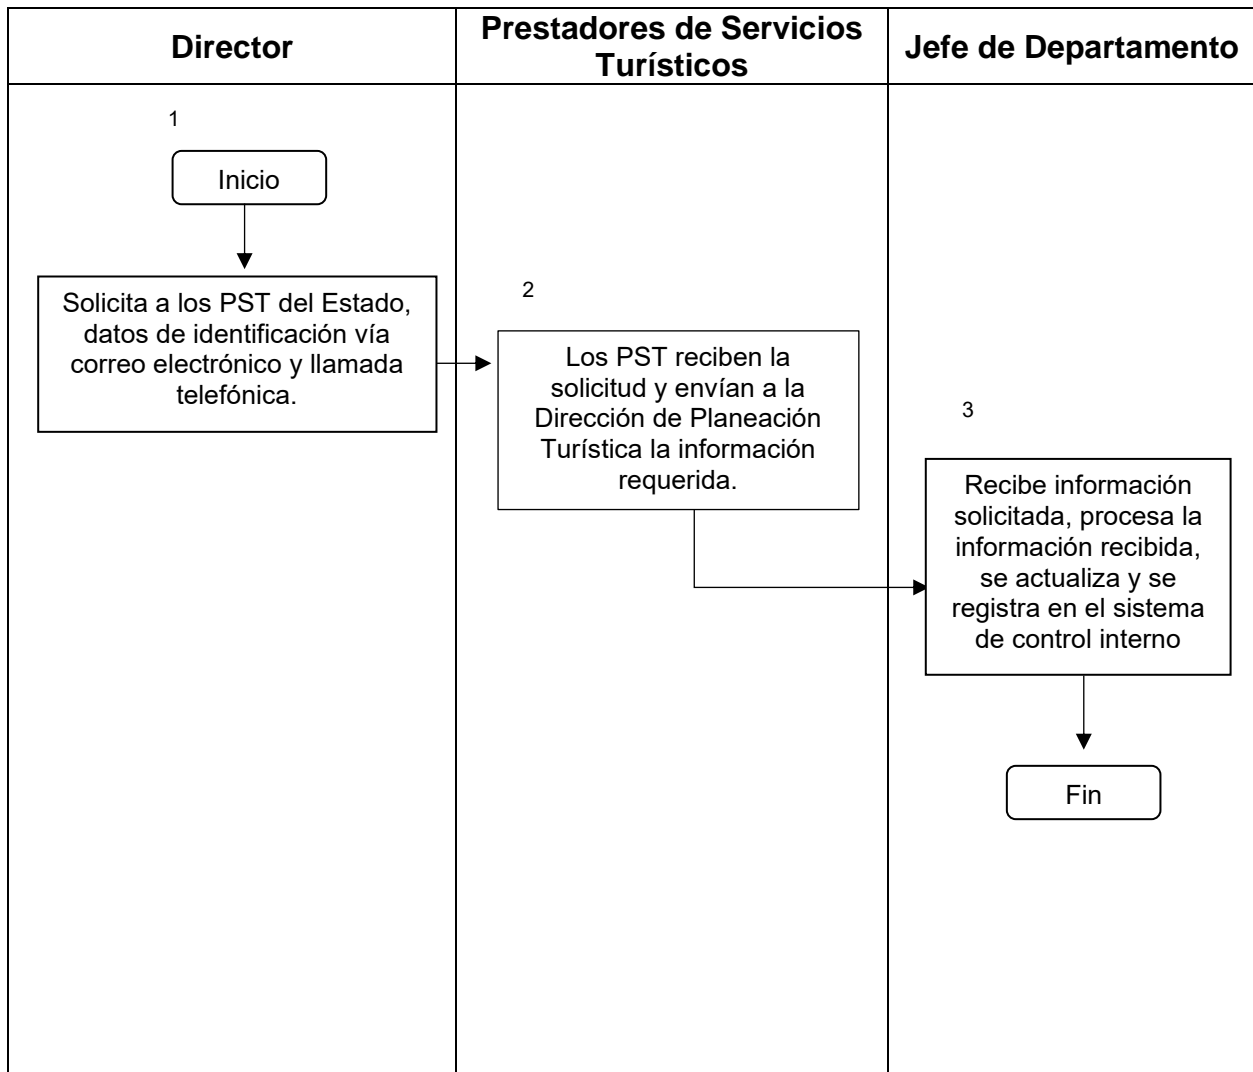 Director
Prestadores de Servicios
Turísticos
Jefe de Departamento
1
Inicio
Solicita a los PST del Estado,
datos de identificación vía
correo electrónico y llamada
telefónica.
2
Los PST reciben la
solicitud y envían a la
Dirección de Planeación
Turística la información
requerida.
3
Recibe información
solicitada, procesa la
información recibida,
se actualiza y se
registra en el sistema
de control interno
Fin